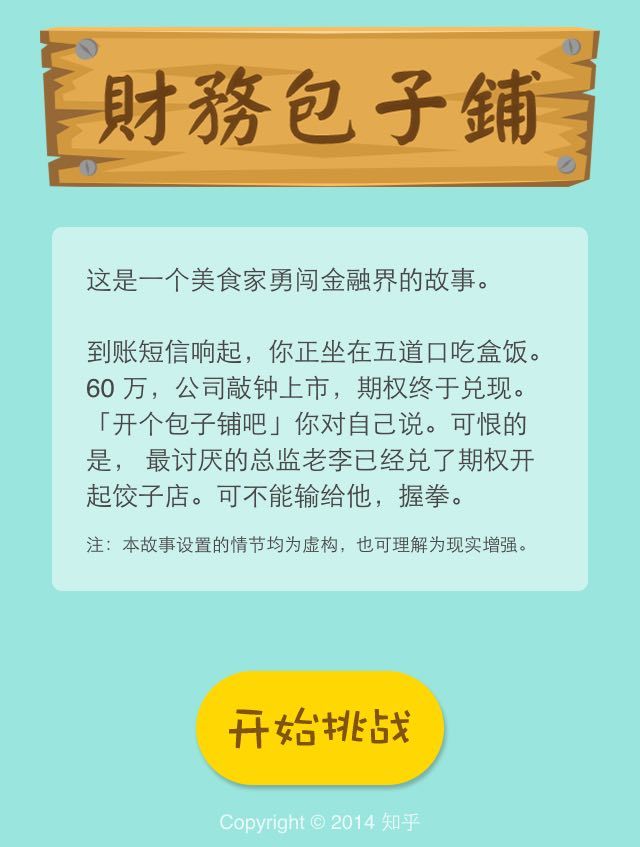 財務包子鋪
这是一个美食家勇闯金融界的故事。
到账短信响起，你正坐在五道口吃盒饭。
60 万，公司敲钟上市，期权终于兑现。
「开个包子铺吧」你对自己说。可恨的
是， 最讨厌的总监老李已经兑了期权开
起饺子店。可不能输给他，握拳。
注：本故事设置的情节均为虚构，也可理解为现实增强。
开始挑战
Copyright © 2014 知乎